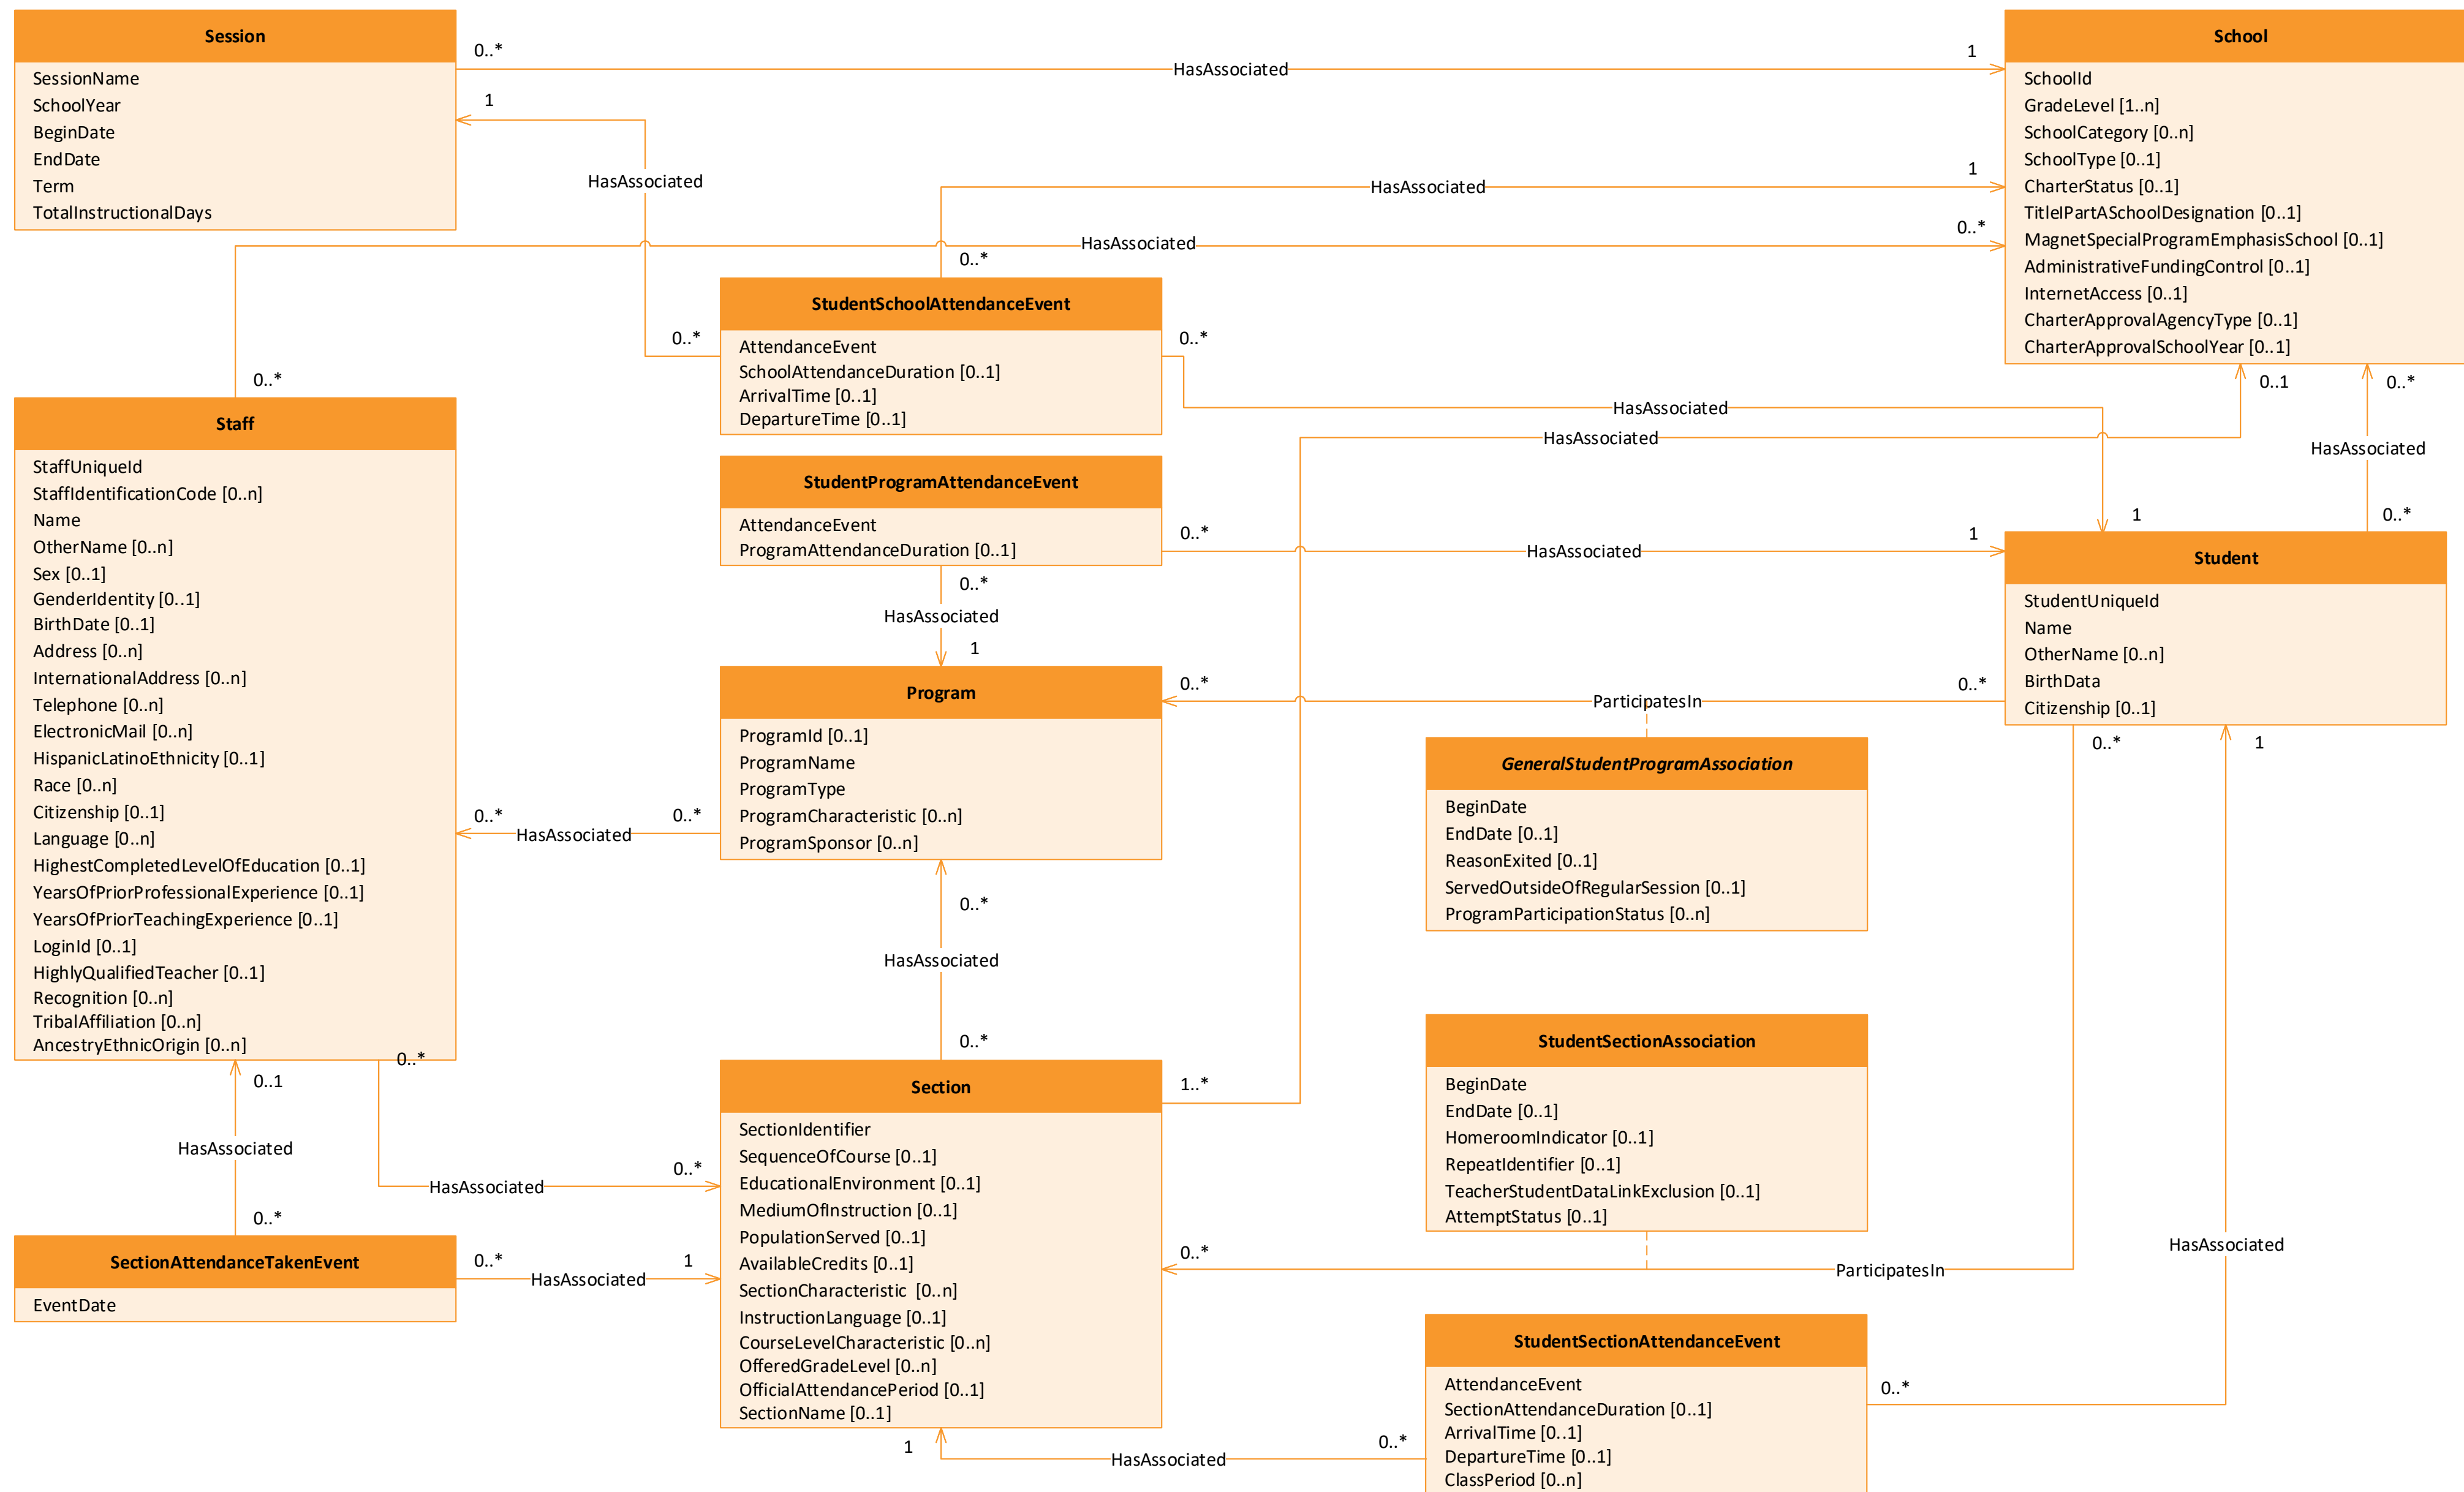 Session
SessionName
SchoolYear
BeginDate
EndDate
Term
TotalInstructionalDays
0..*
HasAssociated
1
1
HasAssociated
0..*
School
SchoolId
GradeLevel [1..n]
SchoolCategory [0..n]
SchoolType [0..1]
CharterStatus [0..1]
TitleIPartASchoolDesignation [0..1]
MagnetSpecialProgramEmphasisSchool [0..1]
AdministrativeFundingControl [0..1]
InternetAccess [0..1]
CharterApprovalAgencyType [0..1]
CharterApprovalSchoolYear [0..1]
HasAssociated
1
0..*
HasAssociated
0..*
0..*
StudentSchoolAttendanceEvent
AttendanceEvent
SchoolAttendanceDuration [0..1]
ArrivalTime [0..1]
DepartureTime [0..1]
0..*
HasAssociated
1
HasAssociated
0..1
0..*
HasAssociated
0..*
Staff
StaffUniqueId
StaffIdentificationCode [0..n]
Name
OtherName [0..n]
Sex [0..1]
GenderIdentity [0..1]
BirthDate [0..1]
Address [0..n]
InternationalAddress [0..n]
Telephone [0..n]
ElectronicMail [0..n]
HispanicLatinoEthnicity [0..1]
Race [0..n]
Citizenship [0..1]
Language [0..n]
HighestCompletedLevelOfEducation [0..1]
YearsOfPriorProfessionalExperience [0..1]
YearsOfPriorTeachingExperience [0..1]
LoginId [0..1]
HighlyQualifiedTeacher [0..1]
Recognition [0..n]
TribalAffiliation [0..n]
AncestryEthnicOrigin [0..n]
StudentProgramAttendanceEvent
AttendanceEvent
ProgramAttendanceDuration [0..1]
0..*
HasAssociated
1
0..*
HasAssociated
1
Student
StudentUniqueId
Name
OtherName [0..n]
BirthData
Citizenship [0..1]
Program
ProgramId [0..1]
ProgramName
ProgramType
ProgramCharacteristic [0..n]
ProgramSponsor [0..n]
0..*
ParticipatesIn
0..*
GeneralStudentProgramAssociation
BeginDate
EndDate [0..1]
ReasonExited [0..1]
ServedOutsideOfRegularSession [0..1]
ProgramParticipationStatus [0..n]
0..*
1
0..*
HasAssociated
0..*
0..*
HasAssociated
0..*
StudentSectionAssociation
BeginDate
EndDate [0..1]
HomeroomIndicator [0..1]
RepeatIdentifier [0..1]
TeacherStudentDataLinkExclusion [0..1]
AttemptStatus [0..1]
0..*
0..1
HasAssociated
0..*
HasAssociated
0..*
Section
SectionIdentifier
SequenceOfCourse [0..1]
EducationalEnvironment [0..1]
MediumOfInstruction [0..1]
PopulationServed [0..1]
AvailableCredits [0..1]
SectionCharacteristic [0..n]
InstructionLanguage [0..1]
CourseLevelCharacteristic [0..n]
OfferedGradeLevel [0..n]
OfficialAttendancePeriod [0..1]
SectionName [0..1]
1..*
SectionAttendanceTakenEvent
EventDate
0..*
HasAssociated
1
0..*
ParticipatesIn
HasAssociated
StudentSectionAttendanceEvent
AttendanceEvent
SectionAttendanceDuration [0..1]
ArrivalTime [0..1]
DepartureTime [0..1]
ClassPeriod [0..n]
0..*
1
HasAssociated
0..*